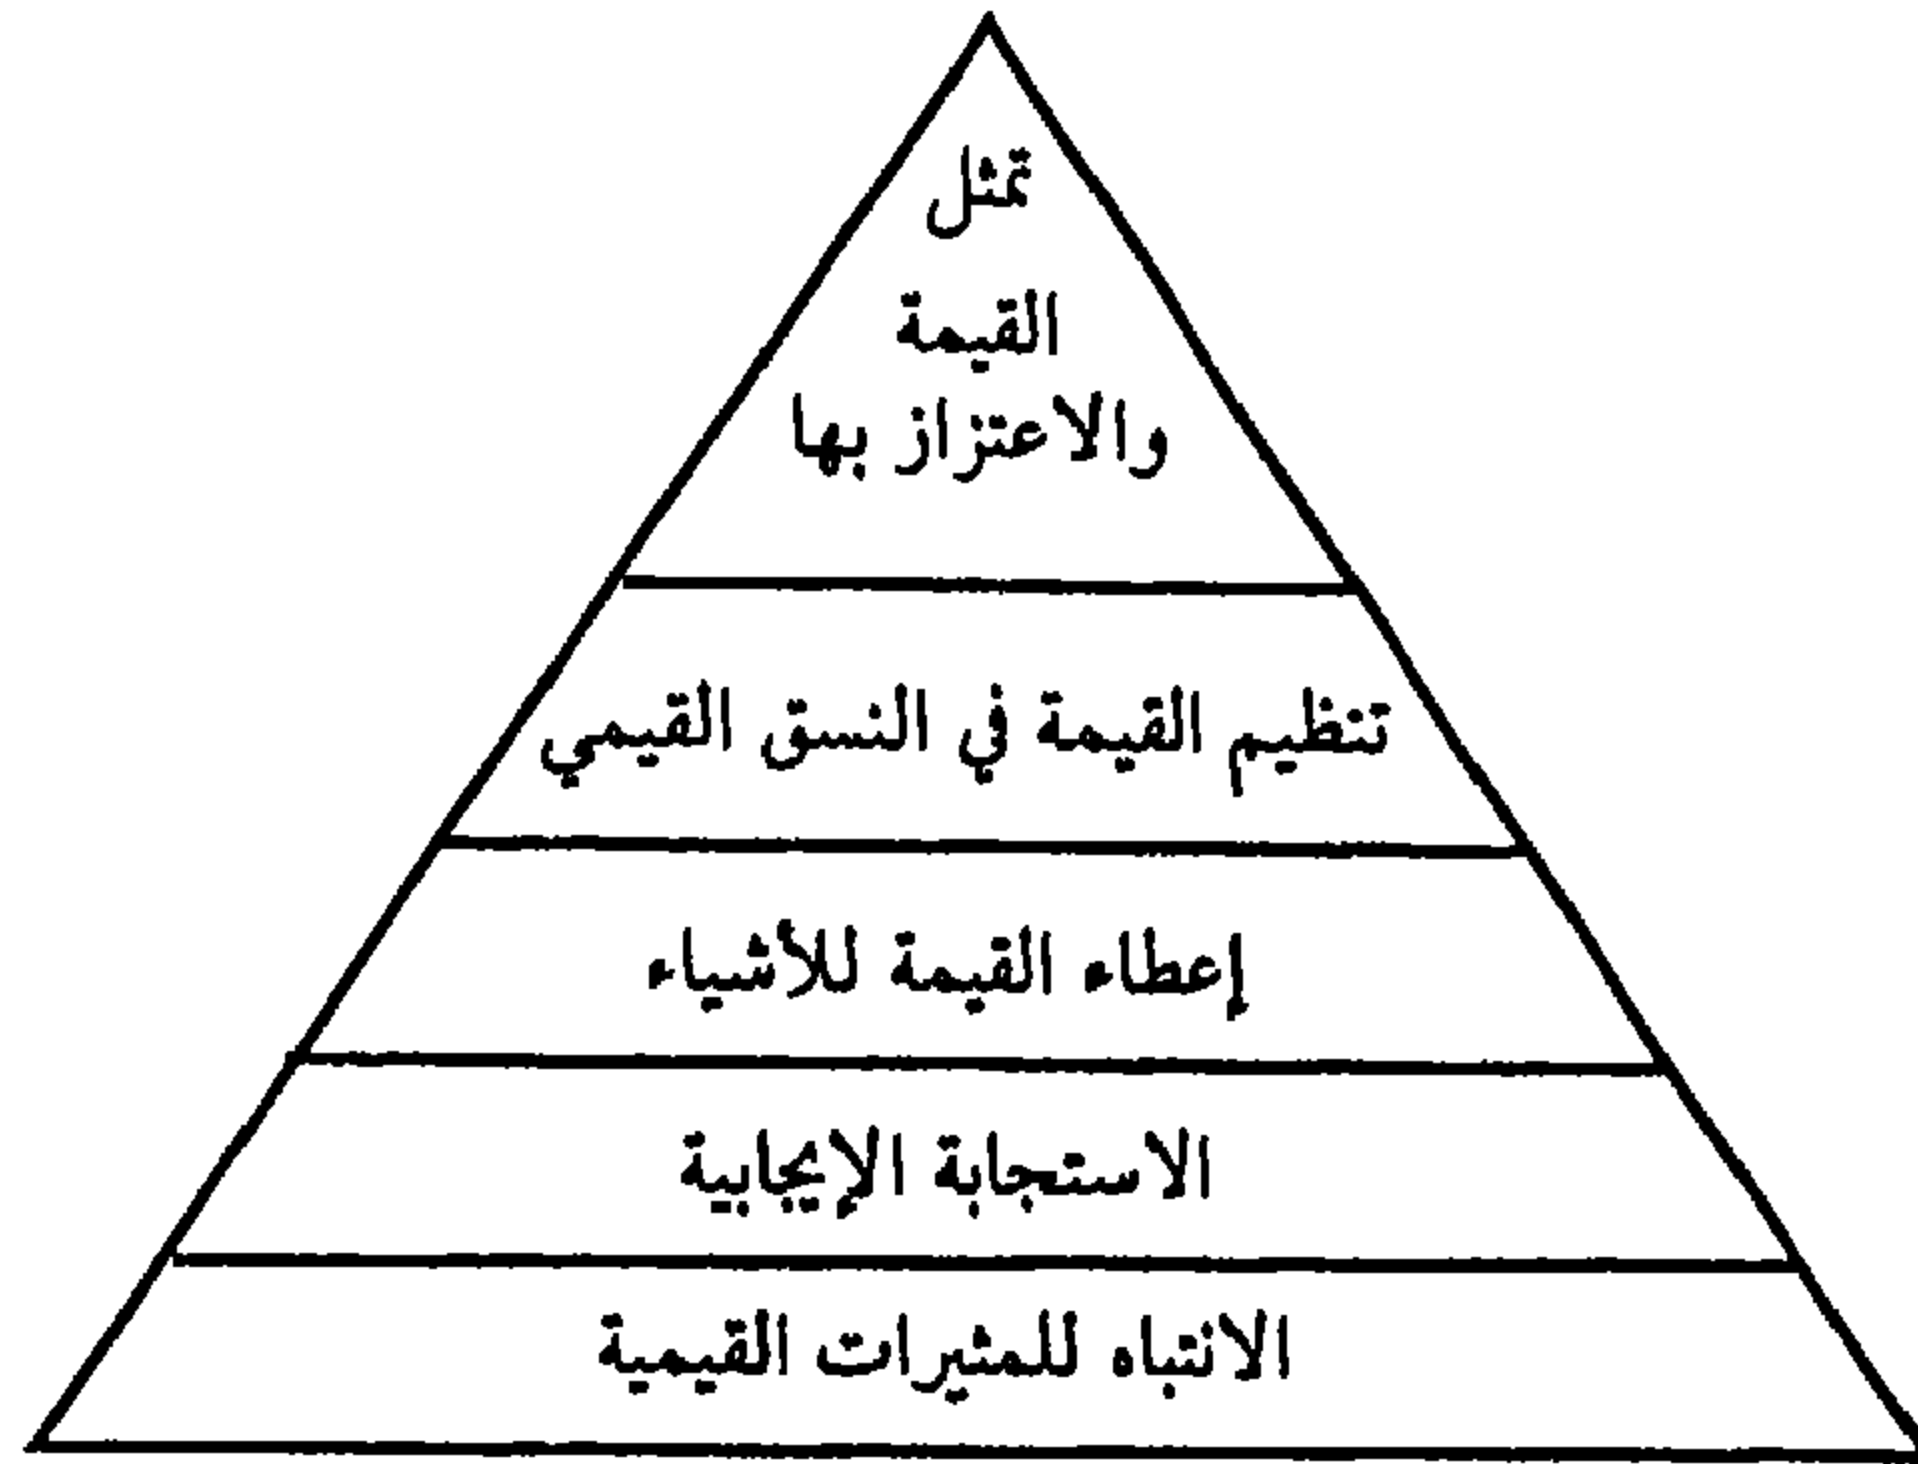 تمثل
القيمة
والاعتزاز بها
تنظيم القيمة في النسق القيمي
إعطاء القيمة للأشياء
الاستجابة الإيجابية
الانتباه للمثيرات القيمية